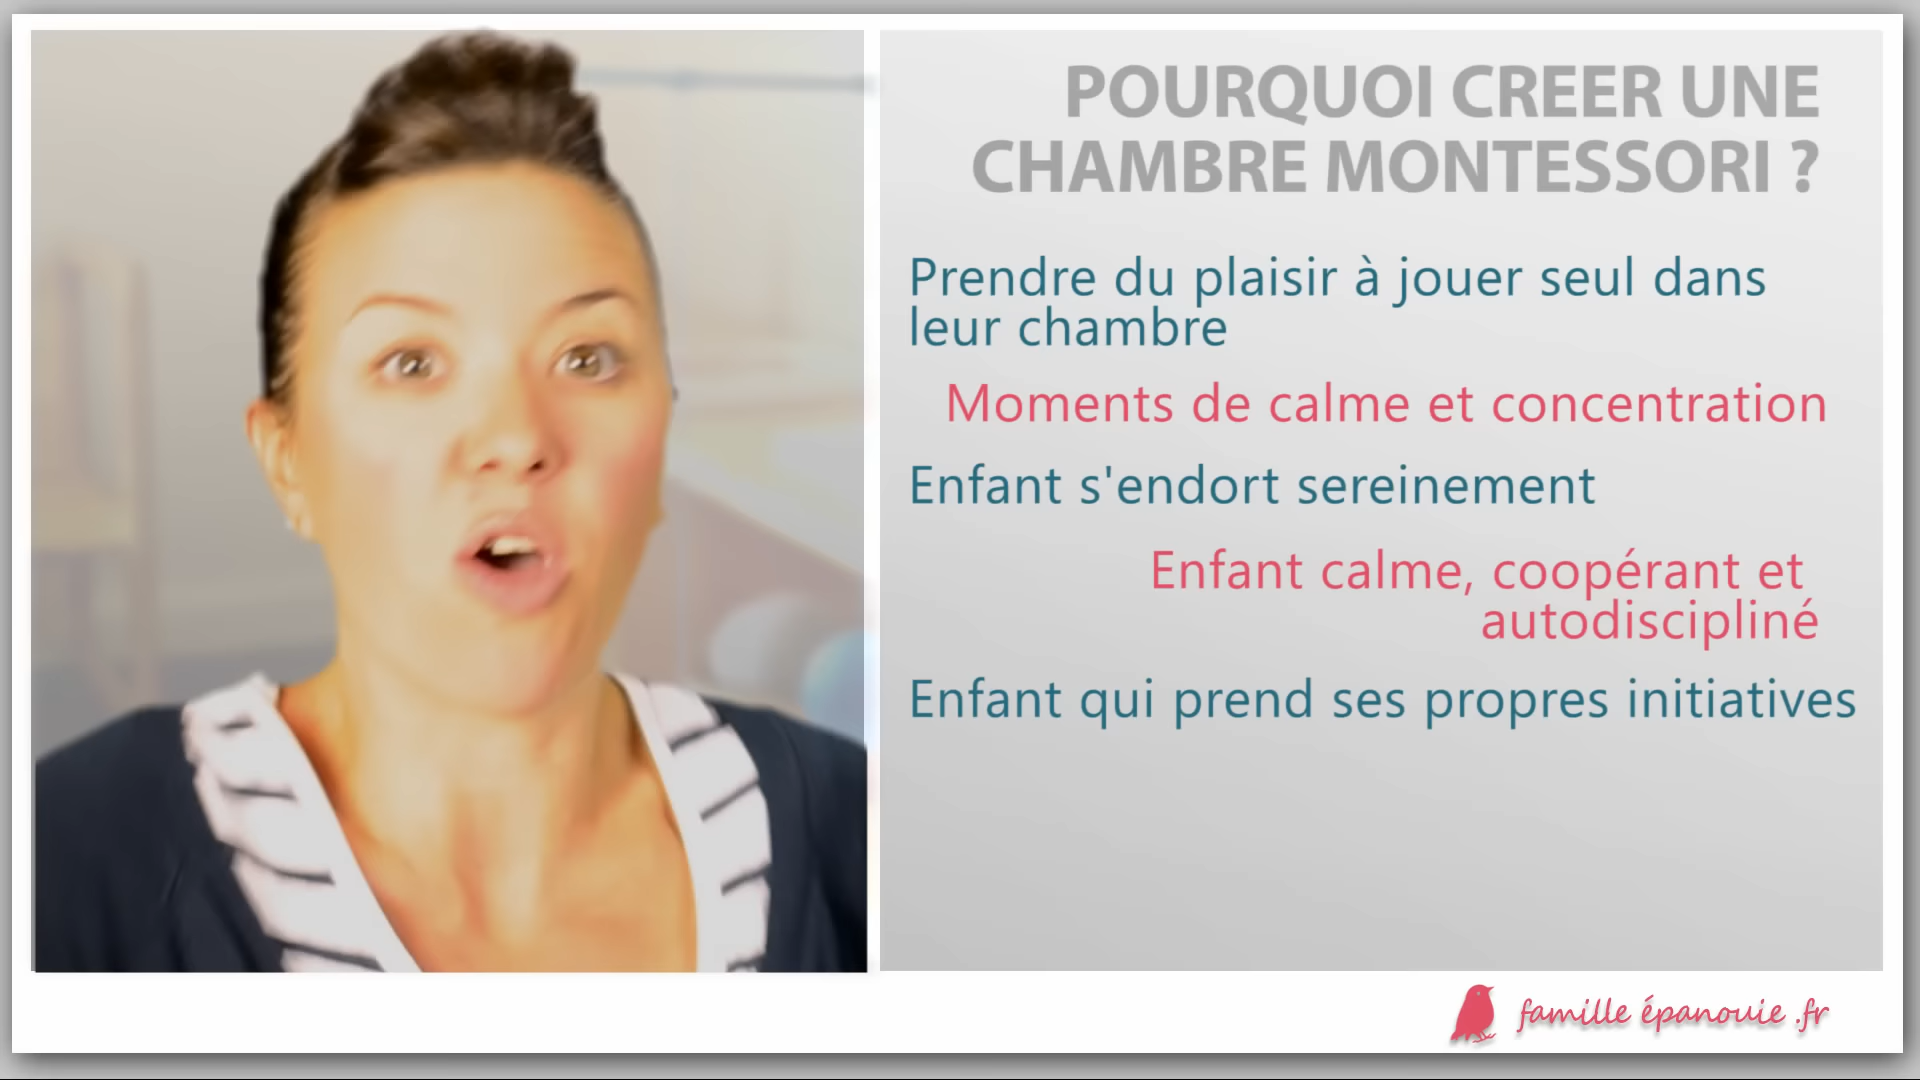 POURQUOI CREER UNE
CHAMBRE MONTESSORI ?
Prendre du plaisir à jouer seul dans
leur chambre
Moments de calme et concentration
Enfant s'endort sereinement
Enfant calme, coopérant et
autodiscipliné
Enfant qui prend ses propres initiatives
famille épanouie .fr